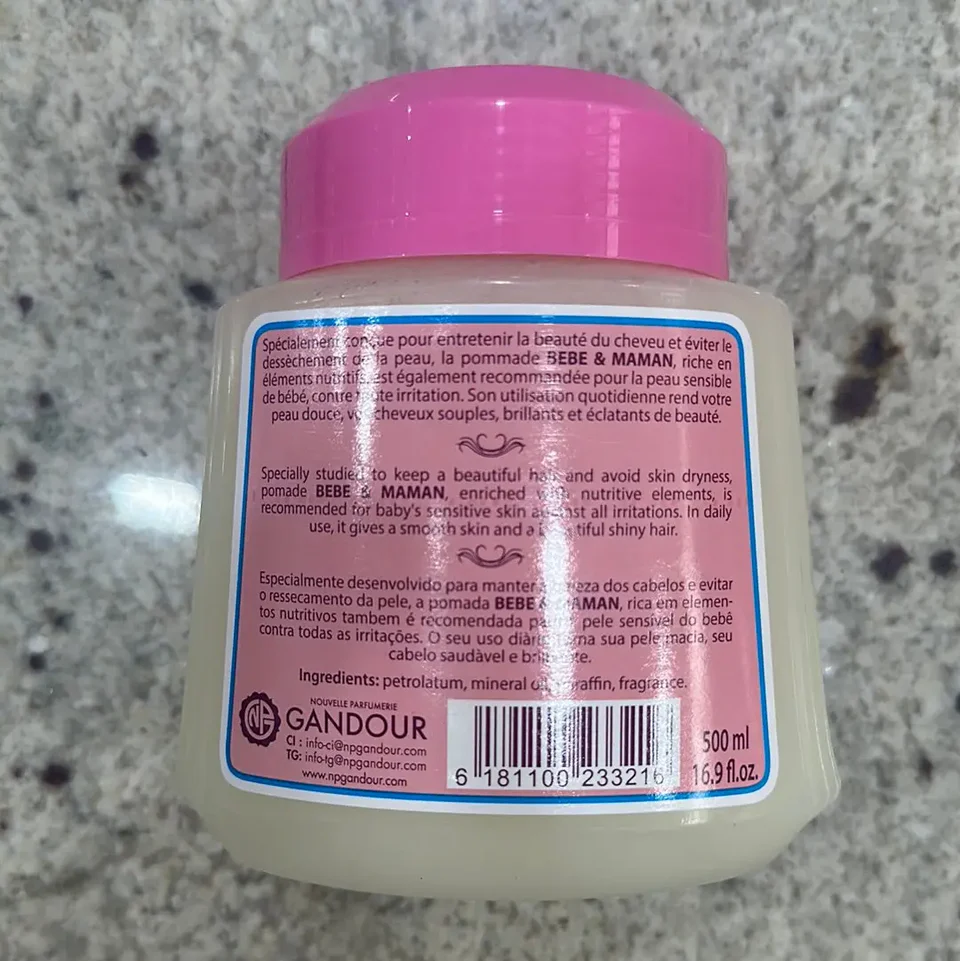 Spécialement conçue pour entretenir la beauté du cheveu et éviter le
dessèchement de la peau, la pommade BEBE & MAMAN, riche en
éléments nutritifs, est également recommandée pour la peau sensible
de bébé, contre toute irritation. Son utilisation quotidienne rend votre
peau douce, vos cheveux souples, brillants et éclatants de beauté.
Specially studied to keep a beautiful hair and avoid skin dryness,
pomade BEBE & MAMAN, enriched with nutritive elements, is
recommended for baby's sensitive skin against all irritations. In daily
use, it gives a smooth skin and a beautiful shiny hair.
Especialmente desenvolvido para manter a beleza dos cabelos e evitar
o ressecamento da pele, a pomada BEBE & MAMAN, rica em elemen-
tos nutritivos tambem é recomendada para a pele sensível do bebê
contra todas as irritações. O seu uso diàrio torna sua pele macia, seu
cabelo saudàvel e brilhante.
Ingredients: petrolatum, mineral oil, paraffin, fragrance.
NG
NOUVELLE PARFUMERIE
GANDOUR
CI : info-ci@npgandour.com
TG: info-tg@npgandour.com
www.npgandour.com
6 181100 233216
500 ml
16.9 fl.oz.